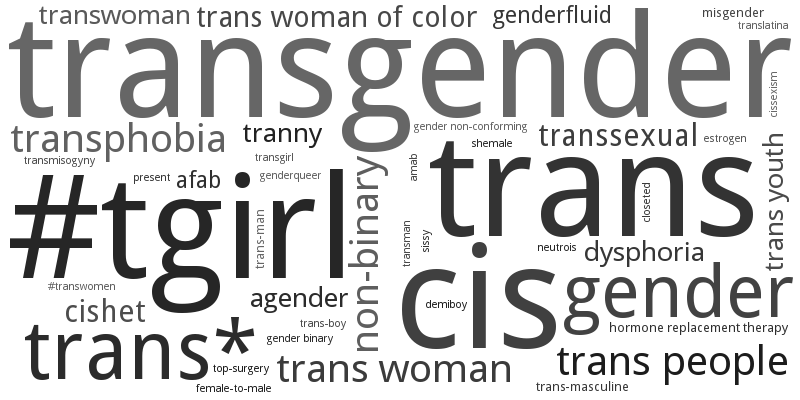 transwoman
trans woman of color
genderfluid
misgender
translatina
transgender
cissexism
transphobia
tranny
gender non-conforming
transsexual
estrogen
shemale
transmisogyny
transgirl
trans
trans youth
amab
present
afab
genderqueer
#tgirl
non-binary
closeted
trans-man
transman
sissy
neutrois
dysphoria
cis
gender
#transwomen
agender
demiboy
cishet
trans-boy
hormone replacement therapy
trans*
gender binary
trans people
top-surgery
trans woman
female-to-male
trans-masculine